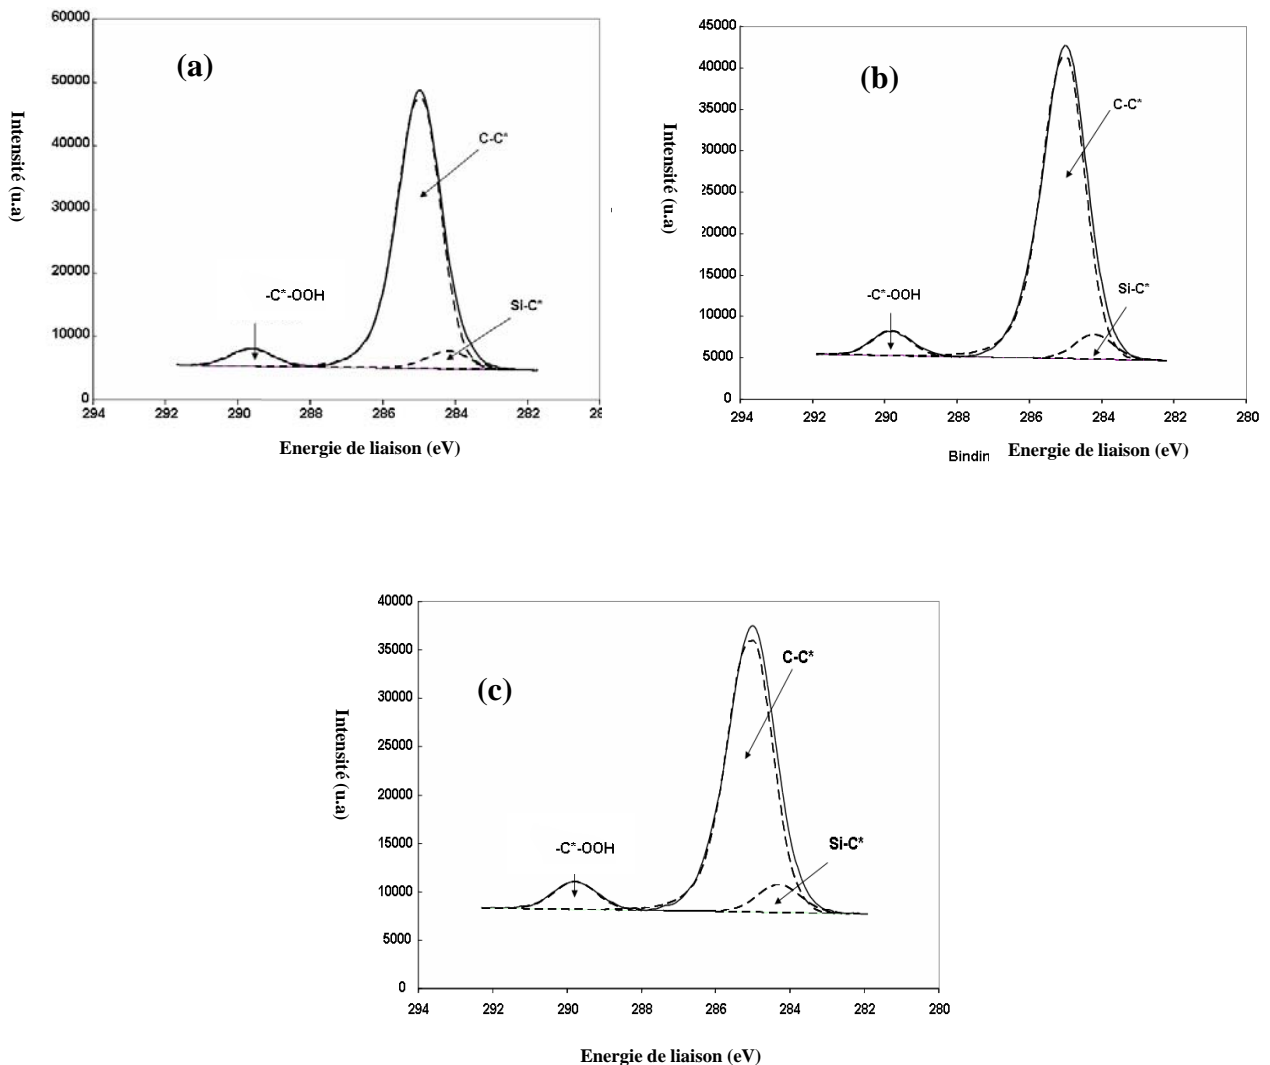 (a)
60000
50000
40000
30000
20000
10000
0
294 292 290 288 286 284 282 28
Intensité (u.a)
Energie de liaison (eV)
C-C*
Si-C*
-C*-OOH
(b)
45000
40000
35000
30000
25000
20000
15000
10000
5000
0
294 292 290 288 286 284 282 280
Intensité (u.a)
Bindin Energie de liaison (eV)
C-C*
Si-C*
-C*-OOH
(c)
40000
35000
30000
25000
20000
15000
10000
5000
0
294 292 290 288 286 284 282 280
Intensité (u.a)
Energie de liaison (eV)
C-C*
Si-C*
-C*-OOH